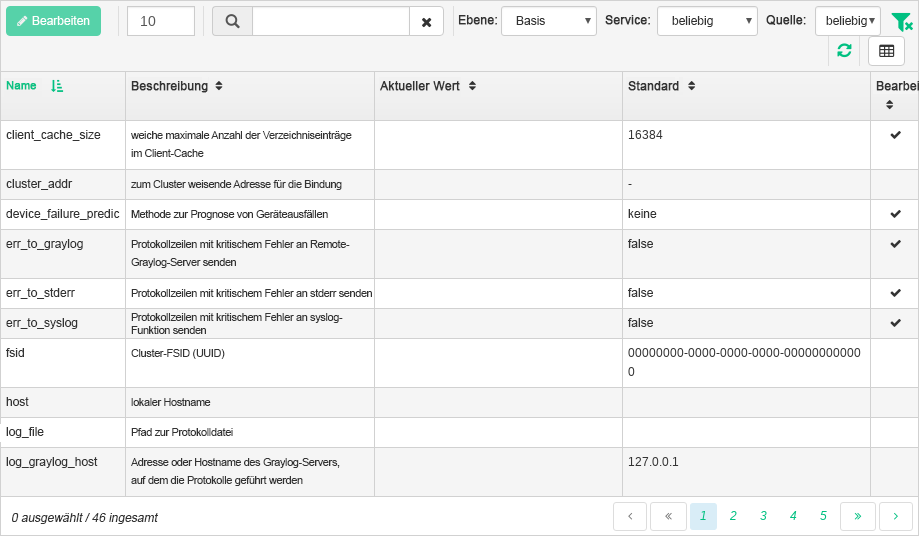 Bearbeiten
10
Ebene: Basis Service: beliebig Quelle: beliebig
Name Beschreibung Aktueller Wert Standard Bearbei
client_cache_size weiche maximale Anzahl der Verzeichniseinträge 16384
im Client-Cache
cluster_addr zum Cluster weisende Adresse für die Bindung -
device_failure_predic Methode zur Prognose von Geräteausfällen keine
err_to_graylog Protokollzeilen mit kritischem Fehler an Remote- false
Graylog-Server senden
err_to_stderr Protokollzeilen mit kritischem Fehler an stderr senden false
err_to_syslog Protokollzeilen mit kritischem Fehler an syslog- false
Funktion senden
fsid Cluster-FSID (UUID) 00000000-0000-0000-0000-00000000000
0
host lokaler Hostname
log_file Pfad zur Protokolldatei
log_graylog_host Adresse oder Hostname des Graylog-Servers, 127.0.0.1
auf dem die Protokolle geführt werden
0 ausgewählt / 46 ingesamt ‹ « 1 2 3 4 5 » ›